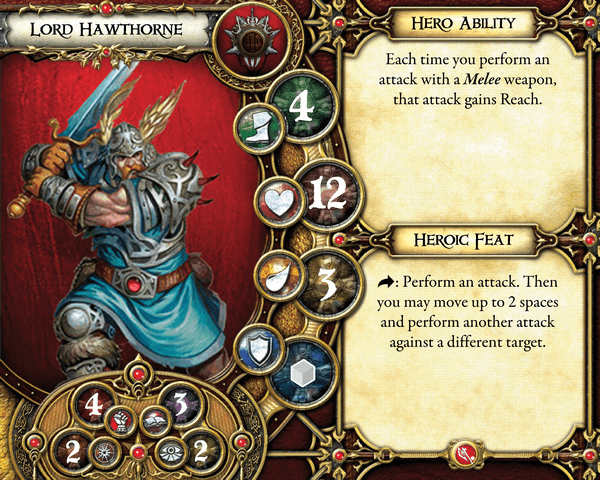 Lord Hawthorne
4
12
3
4
3
2
2
Hero Ability
Each time you perform an
attack with a Melee weapon,
that attack gains Reach.
Heroic Feat
: Perform an attack. Then
you may move up to 2 spaces
and perform another attack
against a different target.